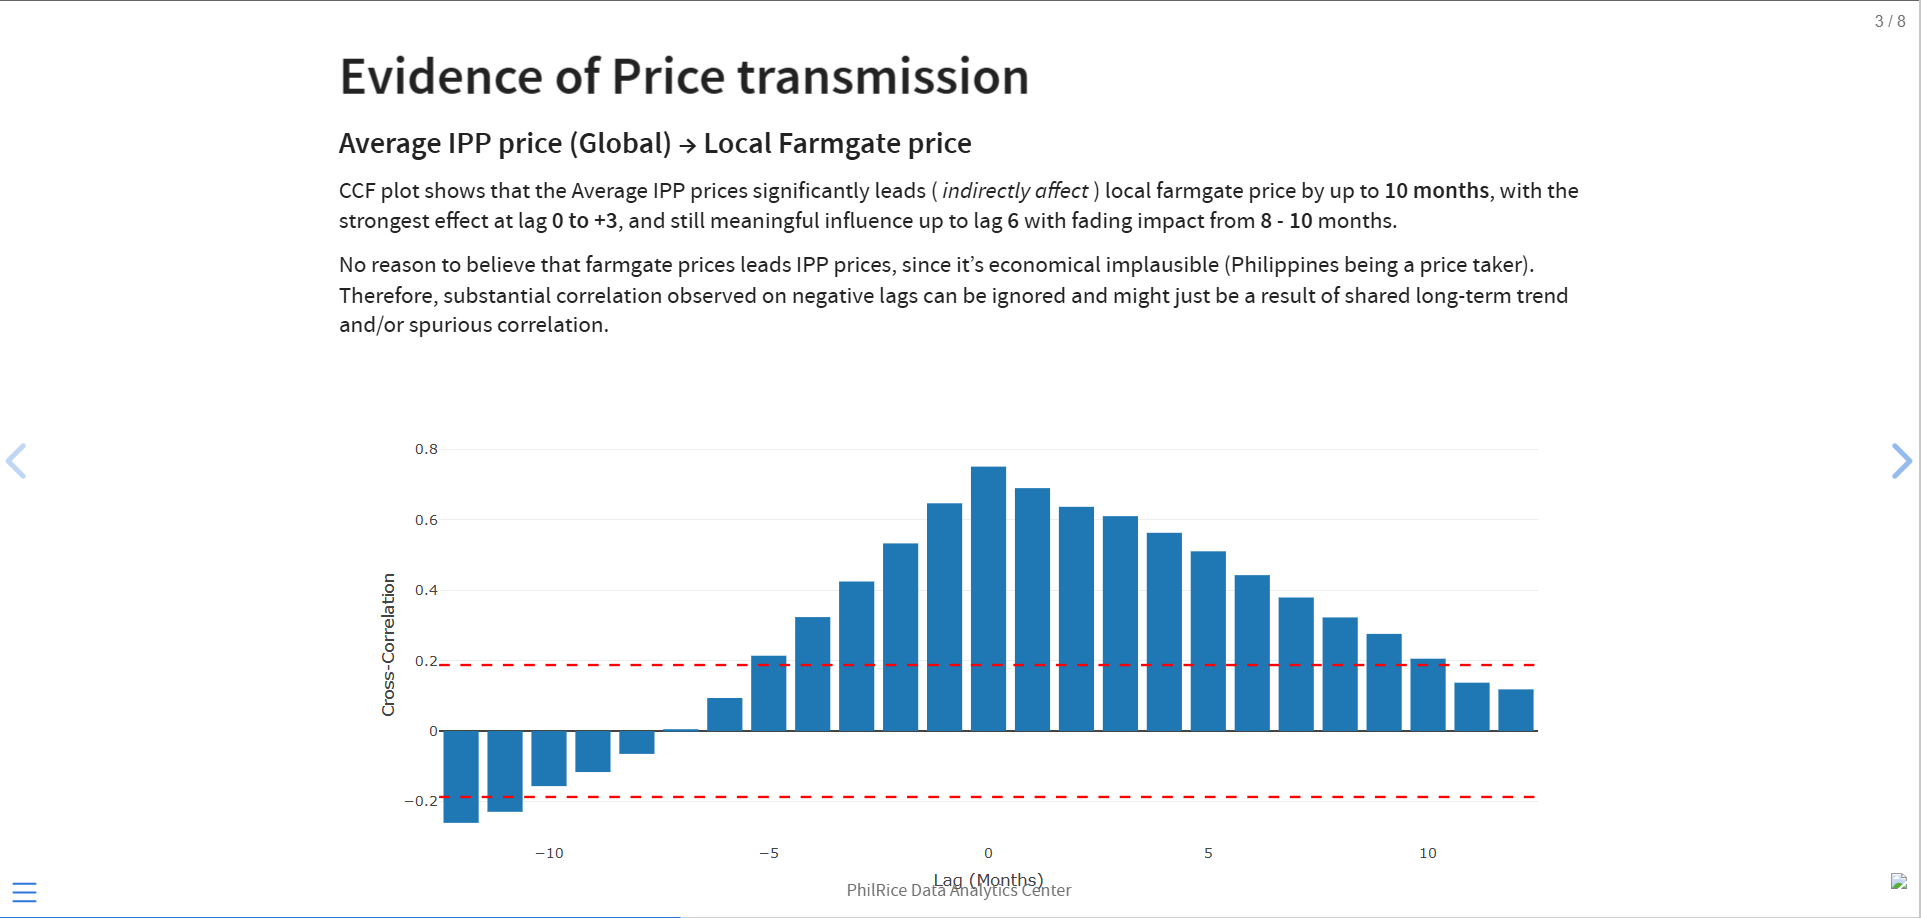 3 / 8
Evidence of Price transmission
Average IPP price (Global) → Local Farmgate price
CCF plot shows that the Average IPP prices significantly leads ( indirectly affect ) local farmgate price by up to 10 months, with the
strongest effect at lag 0 to +3, and still meaningful influence up to lag 6 with fading impact from 8 - 10 months.
No reason to believe that farmgate prices leads IPP prices, since it’s economical implausible (Philippines being a price taker).
Therefore, substantial correlation observed on negative lags can be ignored and might just be a result of shared long-term trend
and/or spurious correlation.
0.8
0.6
0.4
0.2
0
−0.2
Cross-Correlation
−10 −5 0 5 10
Lag (Months)
PhilRice Data Analytics Center